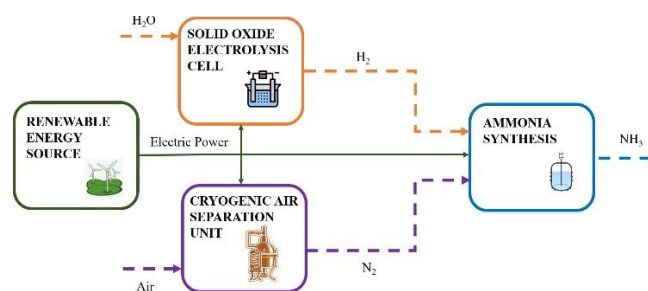 H₂O
SOLID OXIDE
ELECTROLYSIS
CELL
H₂
RENEWABLE
ENERGY
SOURCE
Electric Power
AMMONIA
SYNTHESIS
NH₃
CRYOGENIC AIR
SEPARATION
UNIT
N₂
Air